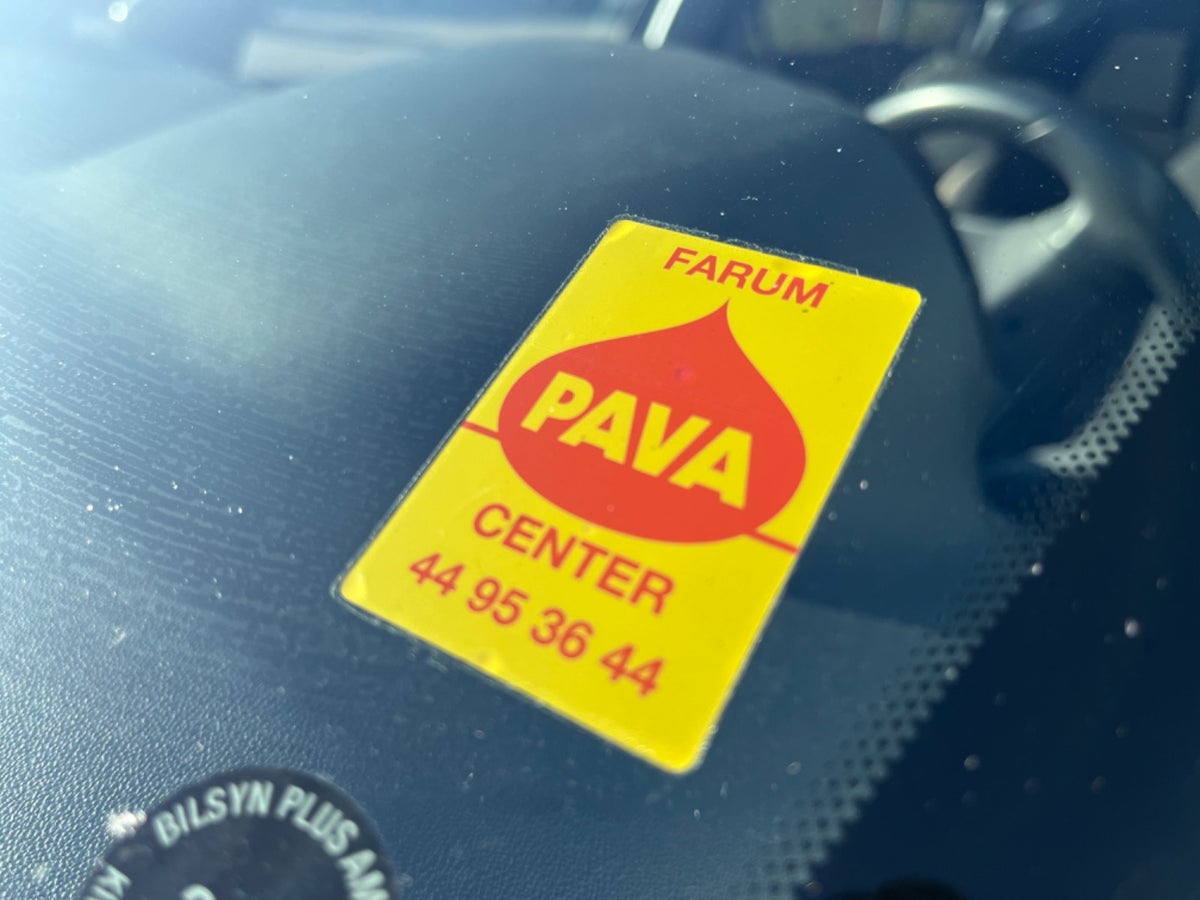 FARUM
PAVA
CENTER
44 95 36 44
BILSYN PLUS